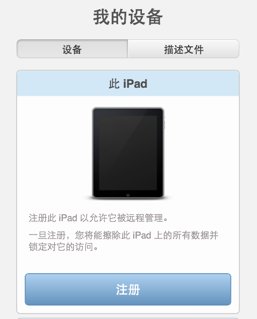 我的设备
设备
描述文件
此 iPad
注册此 iPad 以允许它被远程管理。
一旦注册，您将能擦除此 iPad 上的所有数据并
锁定对它的访问。
注册